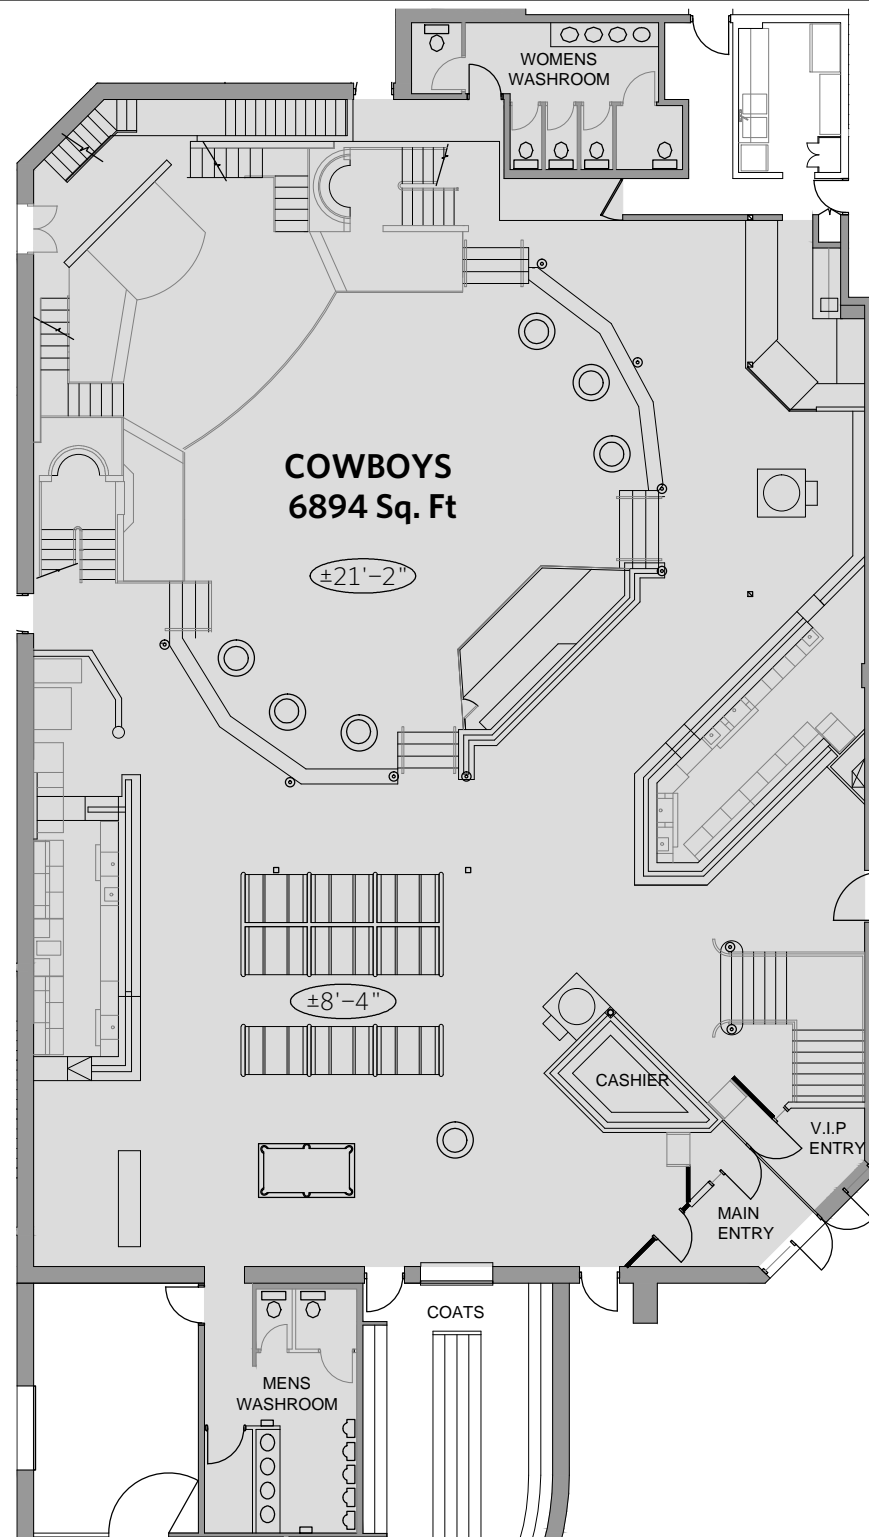 WOMENS
WASHROOM
COWBOYS
6894 Sq. Ft
±21'-2"
±8'-4"
CASHIER
V.I.P
ENTRY
MAIN
ENTRY
COATS
MENS
WASHROOM